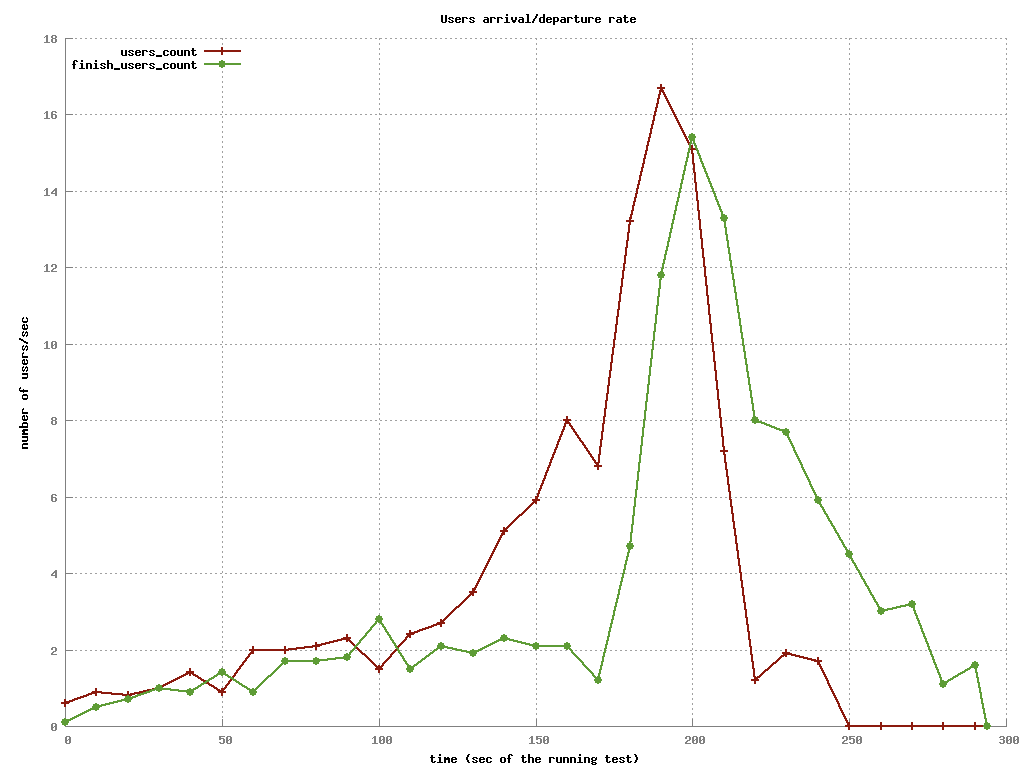 Users arrival/departure rate
users_count
finish_users_count
18
16
14
12
10
8
6
4
2
0
number of users/sec
0 50 100 150 200 250 300
time (sec of the running test)